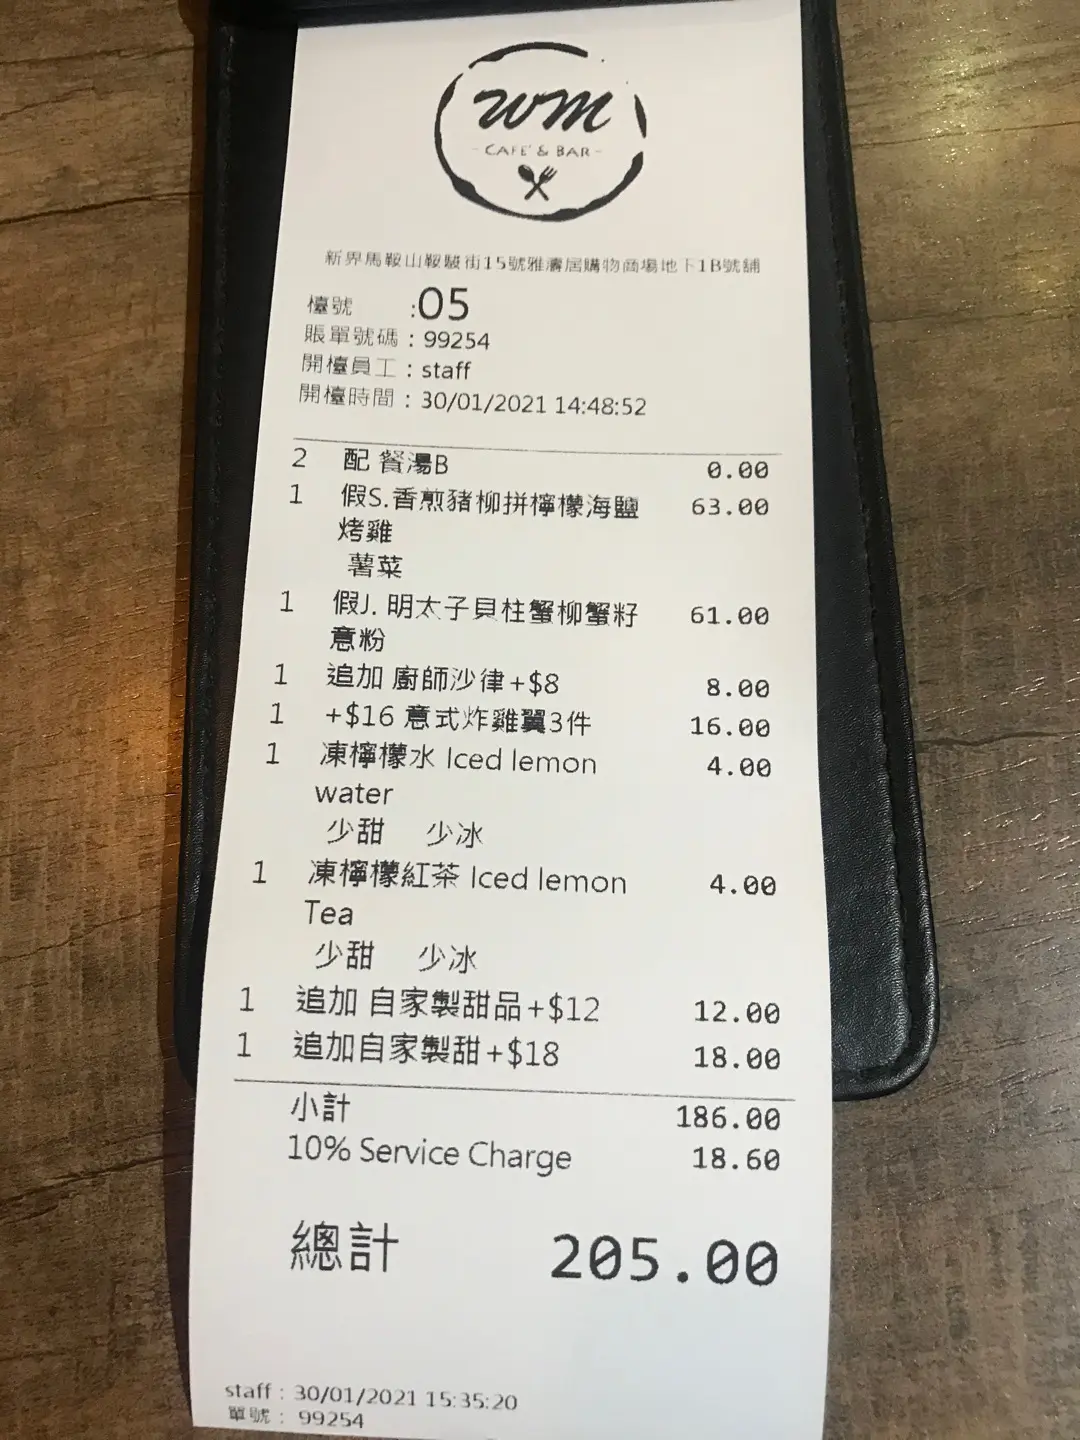 wm
CAFE & BAR
新界馬鞍山鞍駿街15號雅濤居購物商場地下1B號舖
檯號 :05
賬單號碼 : 99254
開檯員工 : staff
開檯時間 : 30/01/2021 14:48:52
2 配 餐湯B 0.00
1 假S.香煎豬柳拼檸檬海鹽 63.00
烤雞
薯菜
1 假J. 明太子貝柱蟹柳蟹籽 61.00
意粉
1 追加 廚師沙律+$8 8.00
1 +$16 意式炸雞翼3件 16.00
1 凍檸檬水 Iced lemon 4.00
water
少甜 少冰
1 凍檸檬紅茶 Iced lemon 4.00
Tea
少甜 少冰
1 追加 自家製甜品+$12 12.00
1 追加自家製甜+$18 18.00
小計 186.00
10% Service Charge 18.60
總計 205.00
staff : 30/01/2021 15:35:20
單號 : 99254